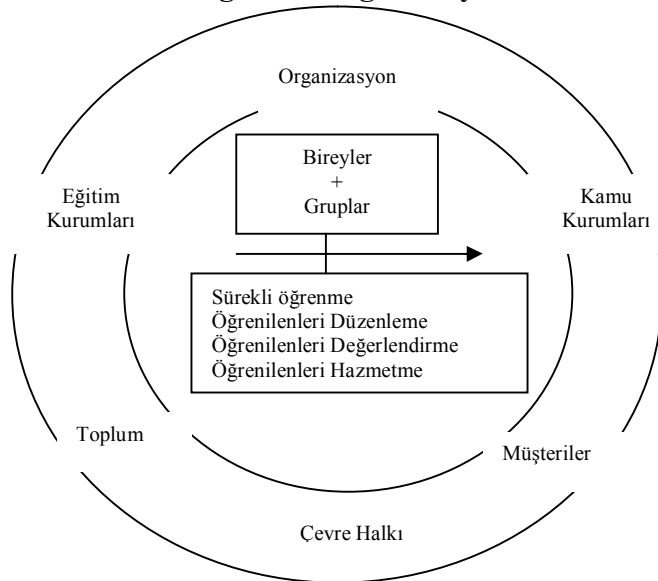 Organizasyon
Bireyler
+
Gruplar
Eğitim
Kurumları
Kamu
Kurumları
Sürekli öğrenme
Öğrenilenleri Düzenleme
Öğrenilenleri Değerlendirme
Öğrenilenleri Hazmetme
Toplum
Müşteriler
Çevre Halkı